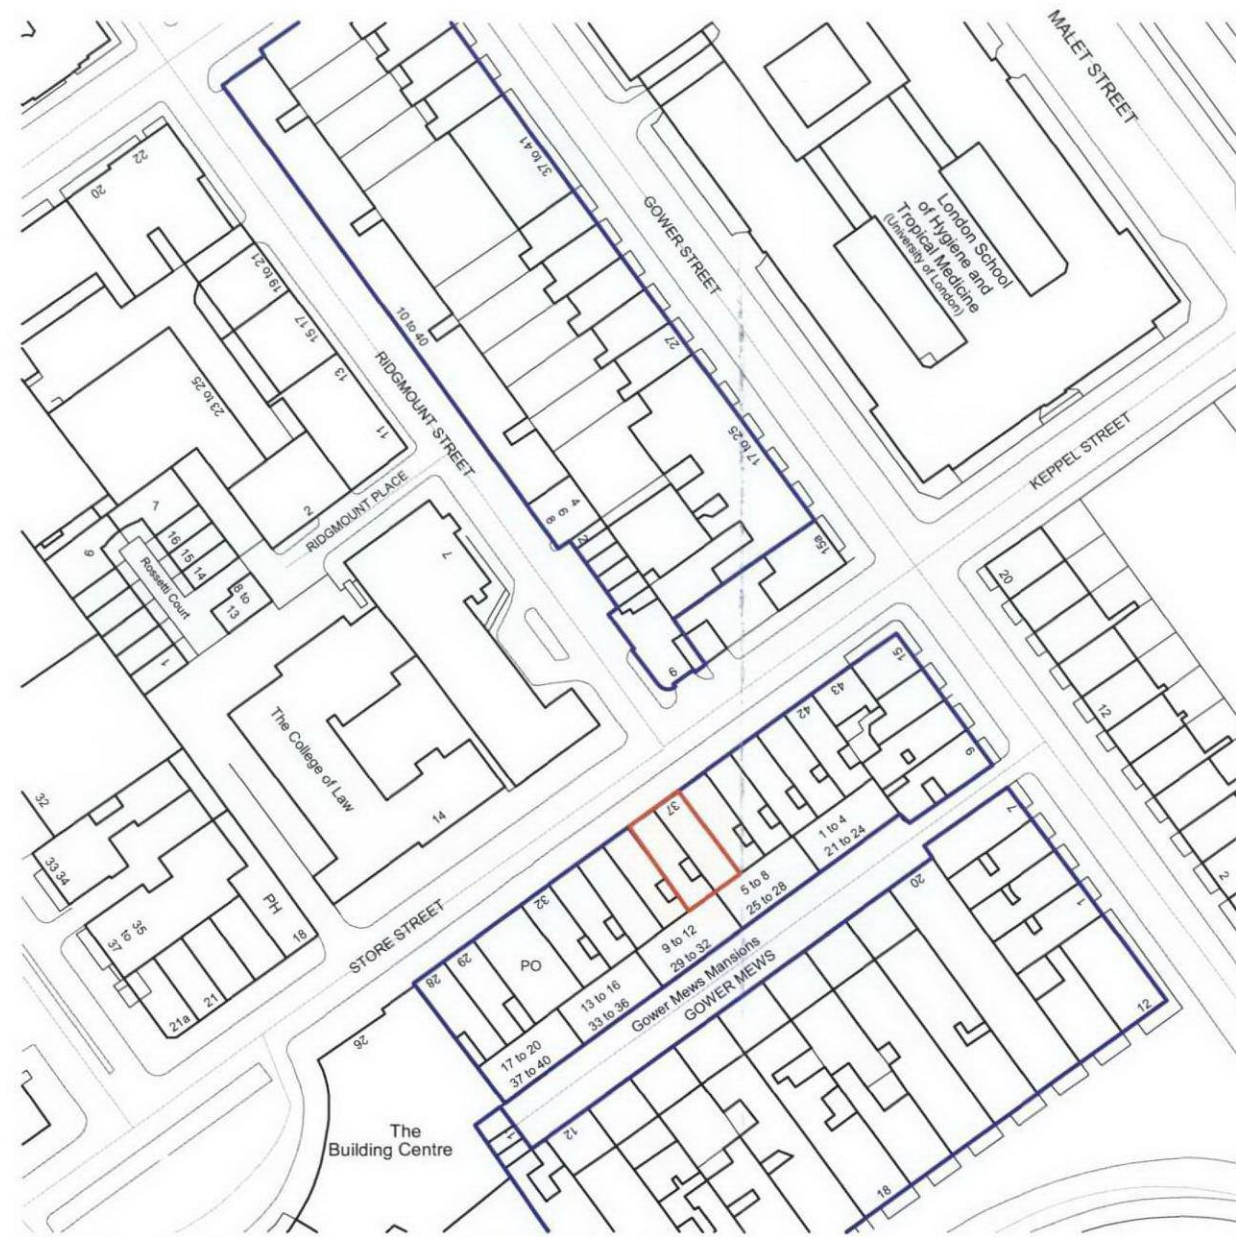 MALET STREET
22
20
37 to 41
GOWER STREET
London School
of Hygiene and
Tropical Medicine
(University of London)
19 to 21
15 17
13
11
23 to 25
10 to 40
RIDGMOUNT STREET
27
17 to 25
KEPPEL STREET
4
6
8
2
15a
RIDGMOUNT PLACE
2
7
16
15
14
8 to
13
9
Rossetti Court
1
7
9
20
12
2
The College of Law
14
15
43
42
9
37
32
1 to 4
21 to 24
5 to 8
25 to 28
9 to 12
29 to 32
13 to 16
33 to 36
17 to 20
37 to 40
STORE STREET
28
29
PO
Gower Mews Mansions
GOWER MEWS
20
7
1
12
32
33 34
37 to 35
PH
18
21
21a
26
The
Building Centre
11
12
18